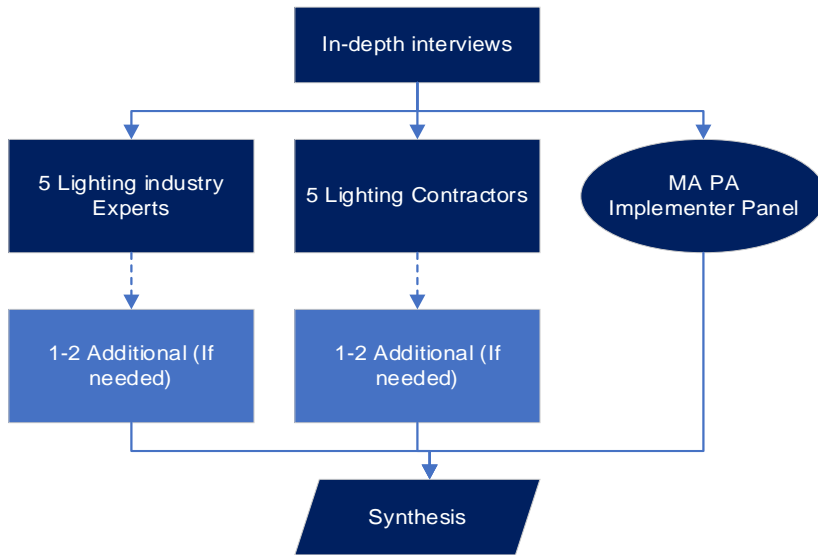 In-depth interviews
5 Lighting industry
Experts
5 Lighting Contractors
MA PA
Implementer Panel
1-2 Additional (If
needed)
1-2 Additional (If
needed)
Synthesis